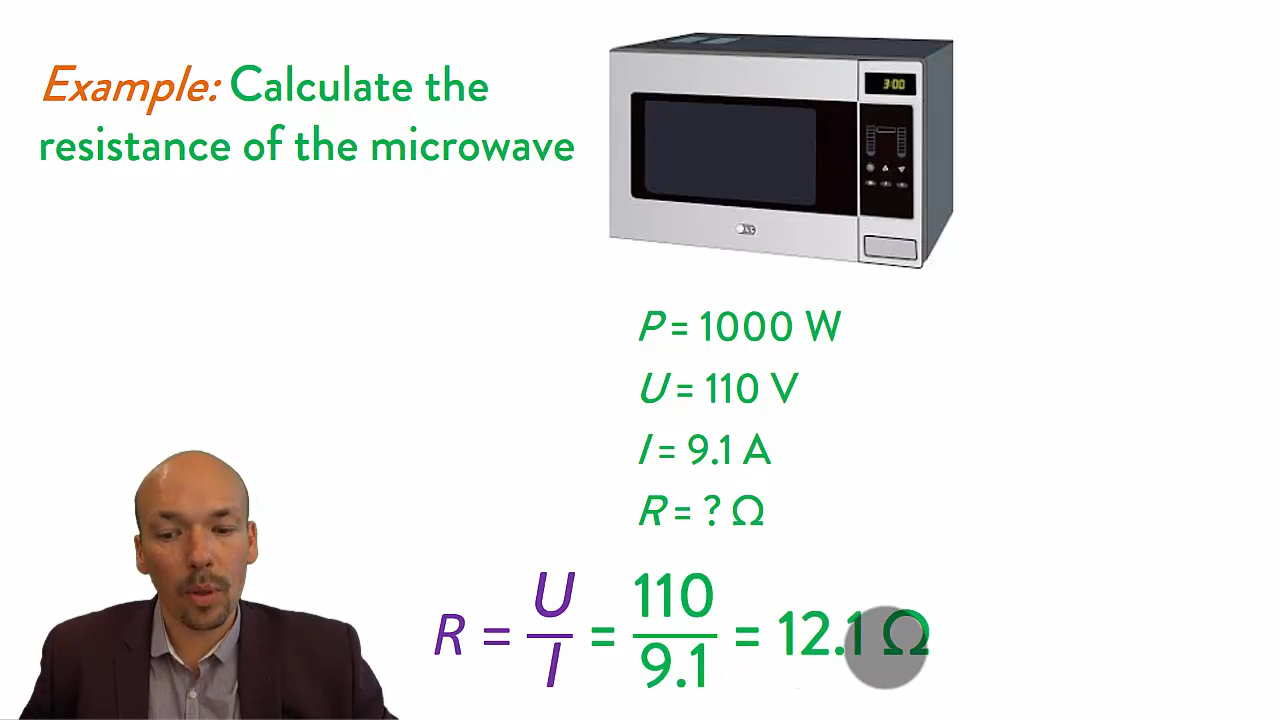 Example: Calculate the
resistance of the microwave
3:00
P = 1000 W
U = 110 V
I = 9.1 A
R = ? Ω
R = U/I = 110/9.1 = 12.1 Ω